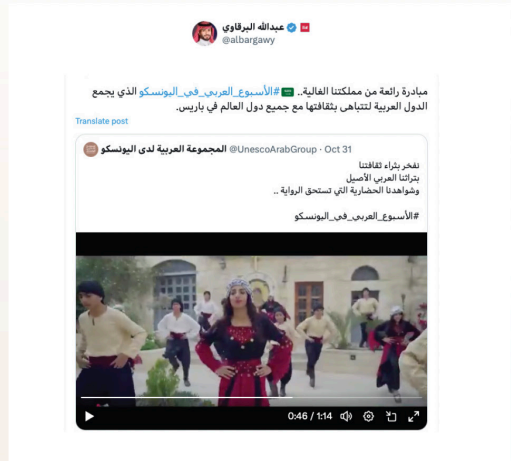 عبدالله البرقاوي
@albargawy
مبادرة رائعة من مملكتنا الغالية.. 🇸🇦 #الأسبوع_العربي_في_اليونسكو الذي يجمع
الدول العربية لتتباهى بثقافتها مع جميع دول العالم في باريس.
Translate post
المجموعة العربية لدى اليونسكو @UnescoArabGroup · Oct 31
نفخر بثراء ثقافتنا
بتراثنا العربي الأصيل
وشواهدنا الحضارية التي تستحق الرواية ..
#الأسبوع_العربي_في_اليونسكو
0:46 / 1:14